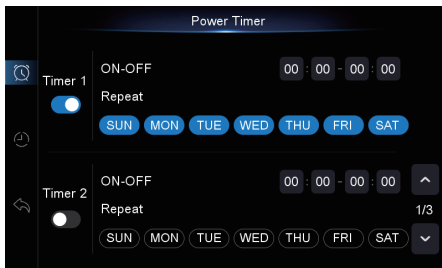 Power Timer
Timer 1
ON-OFF 00 : 00 - 00 : 00
Repeat
SUN MON TUE WED THU FRI SAT
Timer 2
ON-OFF 00 : 00 - 00 : 00
Repeat
1/3
SUN MON TUE WED THU FRI SAT